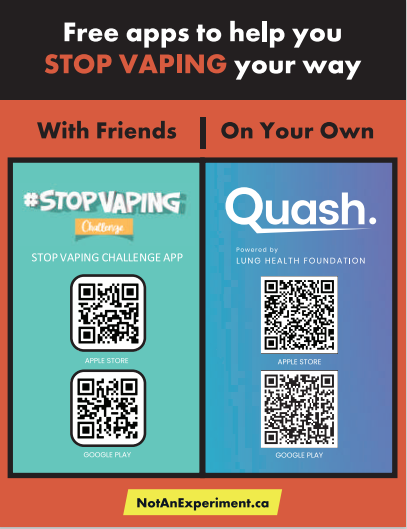 Free apps to help you
STOP VAPING your way
With Friends
On Your Own
#STOPVAPING
Challenge
STOP VAPING CHALLENGE APP
APPLE STORE
GOOGLE PLAY
Quash.
Powered by
LUNG HEALTH FOUNDATION
APPLE STORE
GOOGLE PLAY
NotAnExperiment.ca